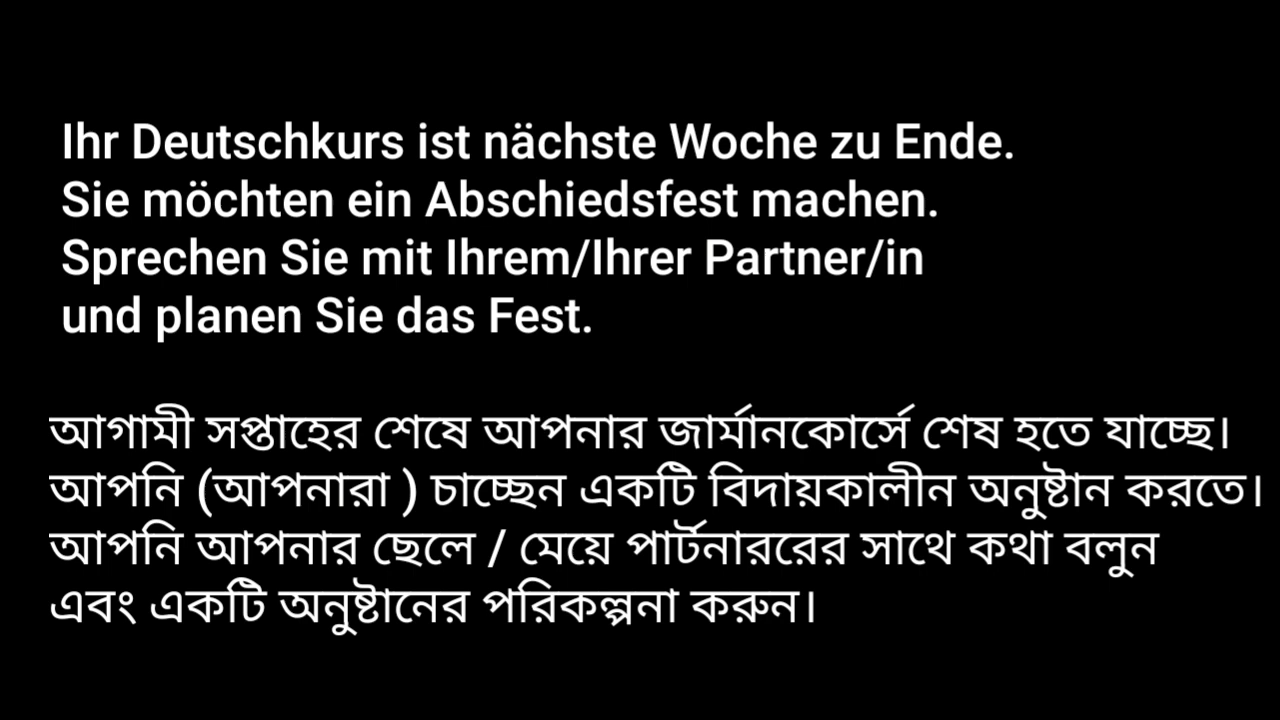 Ihr Deutschkurs ist nächste Woche zu Ende.
Sie möchten ein Abschiedsfest machen.
Sprechen Sie mit Ihrem/Ihrer Partner/in
und planen Sie das Fest.
আগামী সপ্তাহের শেষে আপনার জার্মানকোর্সে শেষ হতে যাচ্ছে।
আপনি (আপনারা ) চাচ্ছেন একটি বিদায়কালীন অনুষ্টান করতে।
আপনি আপনার ছেলে / মেয়ে পার্টনাররের সাথে কথা বলুন
এবং একটি অনুষ্টানের পরিকল্পনা করুন।